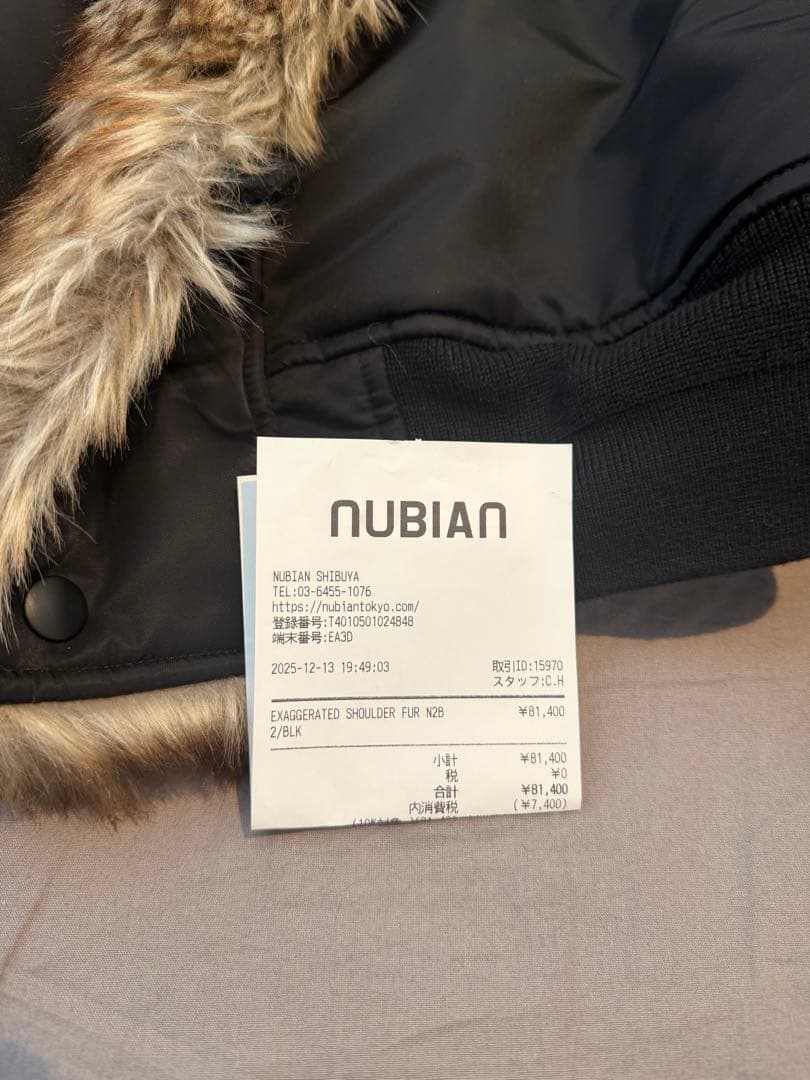 NUBIAN
NUBIAN SHIBUYA
TEL:03-6455-1076
https://nubiantokyo.com/
登録番号:T4010501024848
端末番号:EA3D
2025-12-13 19:49:03 取引ID:15970
スタッフ:C.H
EXAGGERATED SHOULDER FUR N2B ¥81,400
2/BLK
小計 ¥81,400
税 ¥0
合計 ¥81,400
内消費税 (¥7,400)